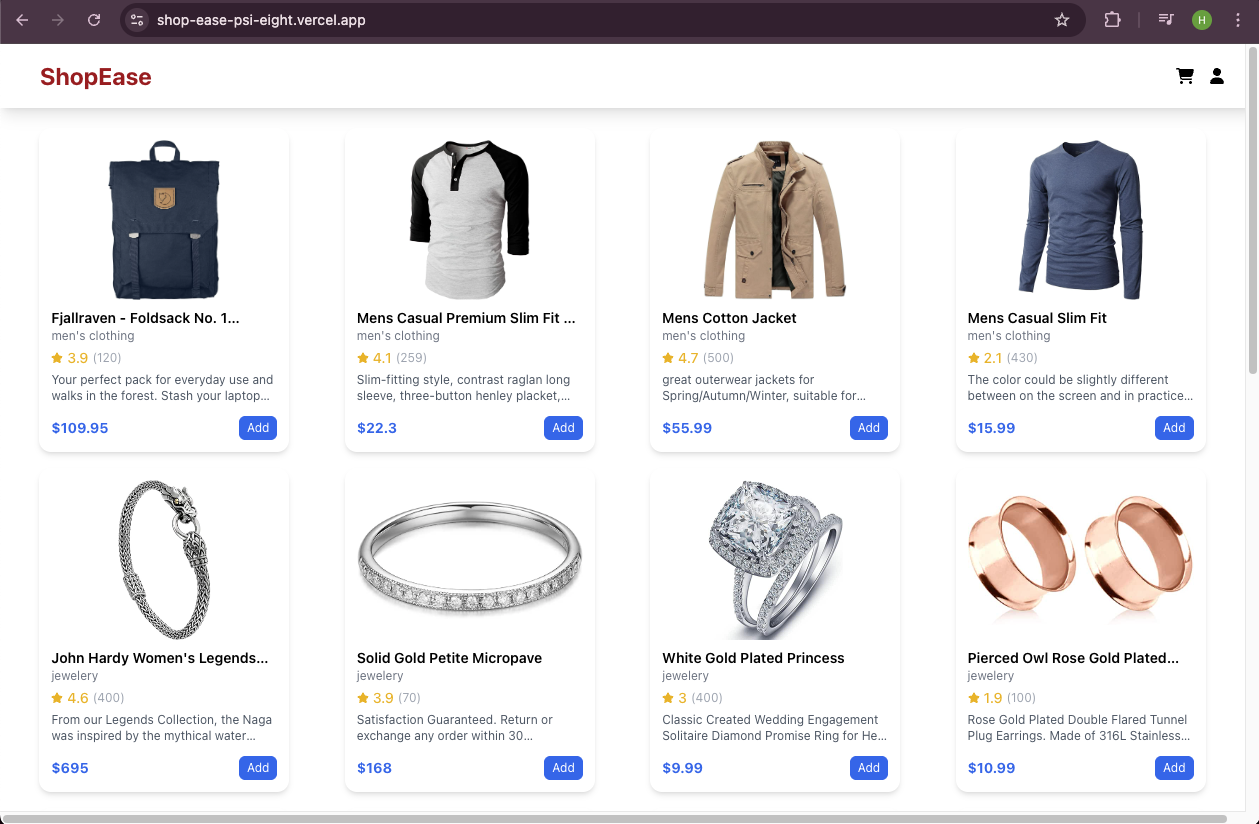 shop-ease-psi-eight.vercel.app
H
ShopEase
Fjallraven - Foldsack No. 1...
men's clothing
3.9 (120)
Your perfect pack for everyday use and
walks in the forest. Stash your laptop...
$109.95
Add
Mens Casual Premium Slim Fit ...
men's clothing
4.1 (259)
Slim-fitting style, contrast raglan long
sleeve, three-button henley placket,...
$22.3
Add
Mens Cotton Jacket
men's clothing
4.7 (500)
great outerwear jackets for
Spring/Autumn/Winter, suitable for...
$55.99
Add
Mens Casual Slim Fit
men's clothing
2.1 (430)
The color could be slightly different
between on the screen and in practice...
$15.99
Add
John Hardy Women's Legends...
jewelery
4.6 (400)
From our Legends Collection, the Naga
was inspired by the mythical water...
$695
Add
Solid Gold Petite Micropave
jewelery
3.9 (70)
Satisfaction Guaranteed. Return or
exchange any order within 30...
$168
Add
White Gold Plated Princess
jewelery
3 (400)
Classic Created Wedding Engagement
Solitaire Diamond Promise Ring for He...
$9.99
Add
Pierced Owl Rose Gold Plated...
jewelery
1.9 (100)
Rose Gold Plated Double Flared Tunnel
Plug Earrings. Made of 316L Stainless...
$10.99
Add